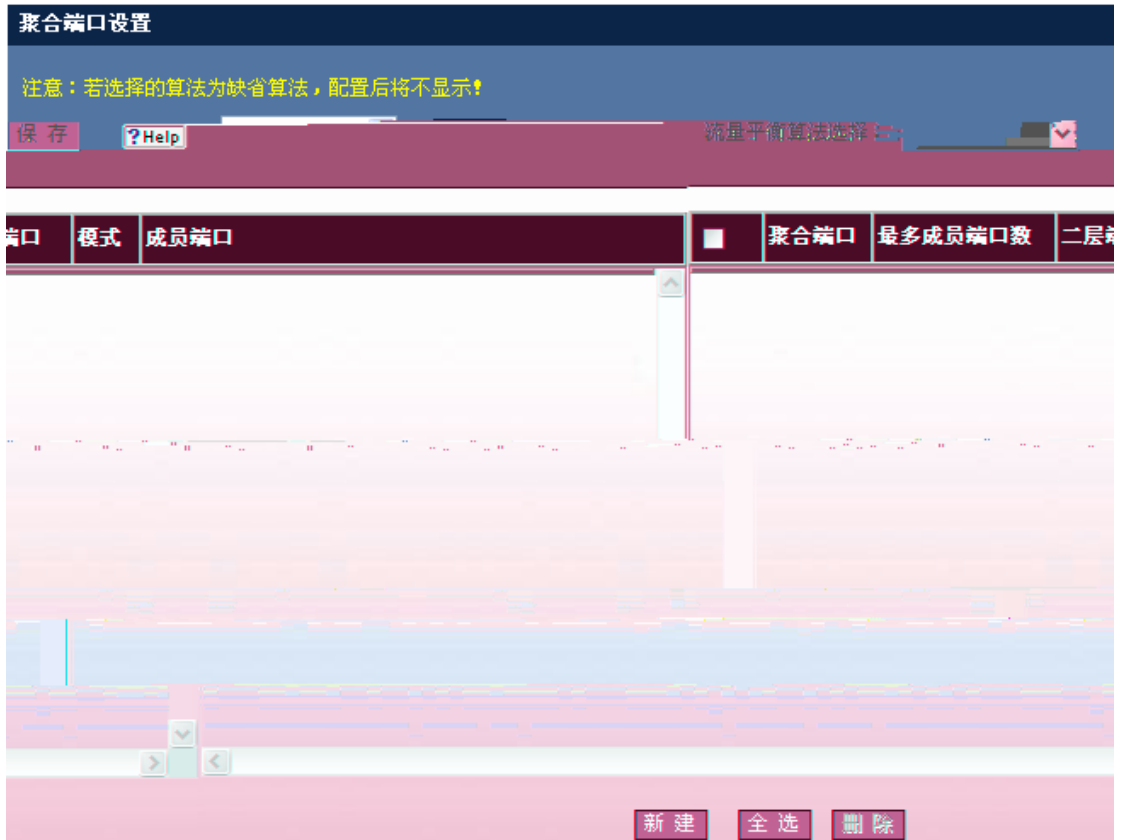 聚合端口设置
注意：若选择的算法为缺省算法，配置后将不显示！
保 存 ?Help 流量平衡算法选择：
端口 模式 成员端口 聚合端口 最多成员端口数 二层端
新 建 全 选 删 除